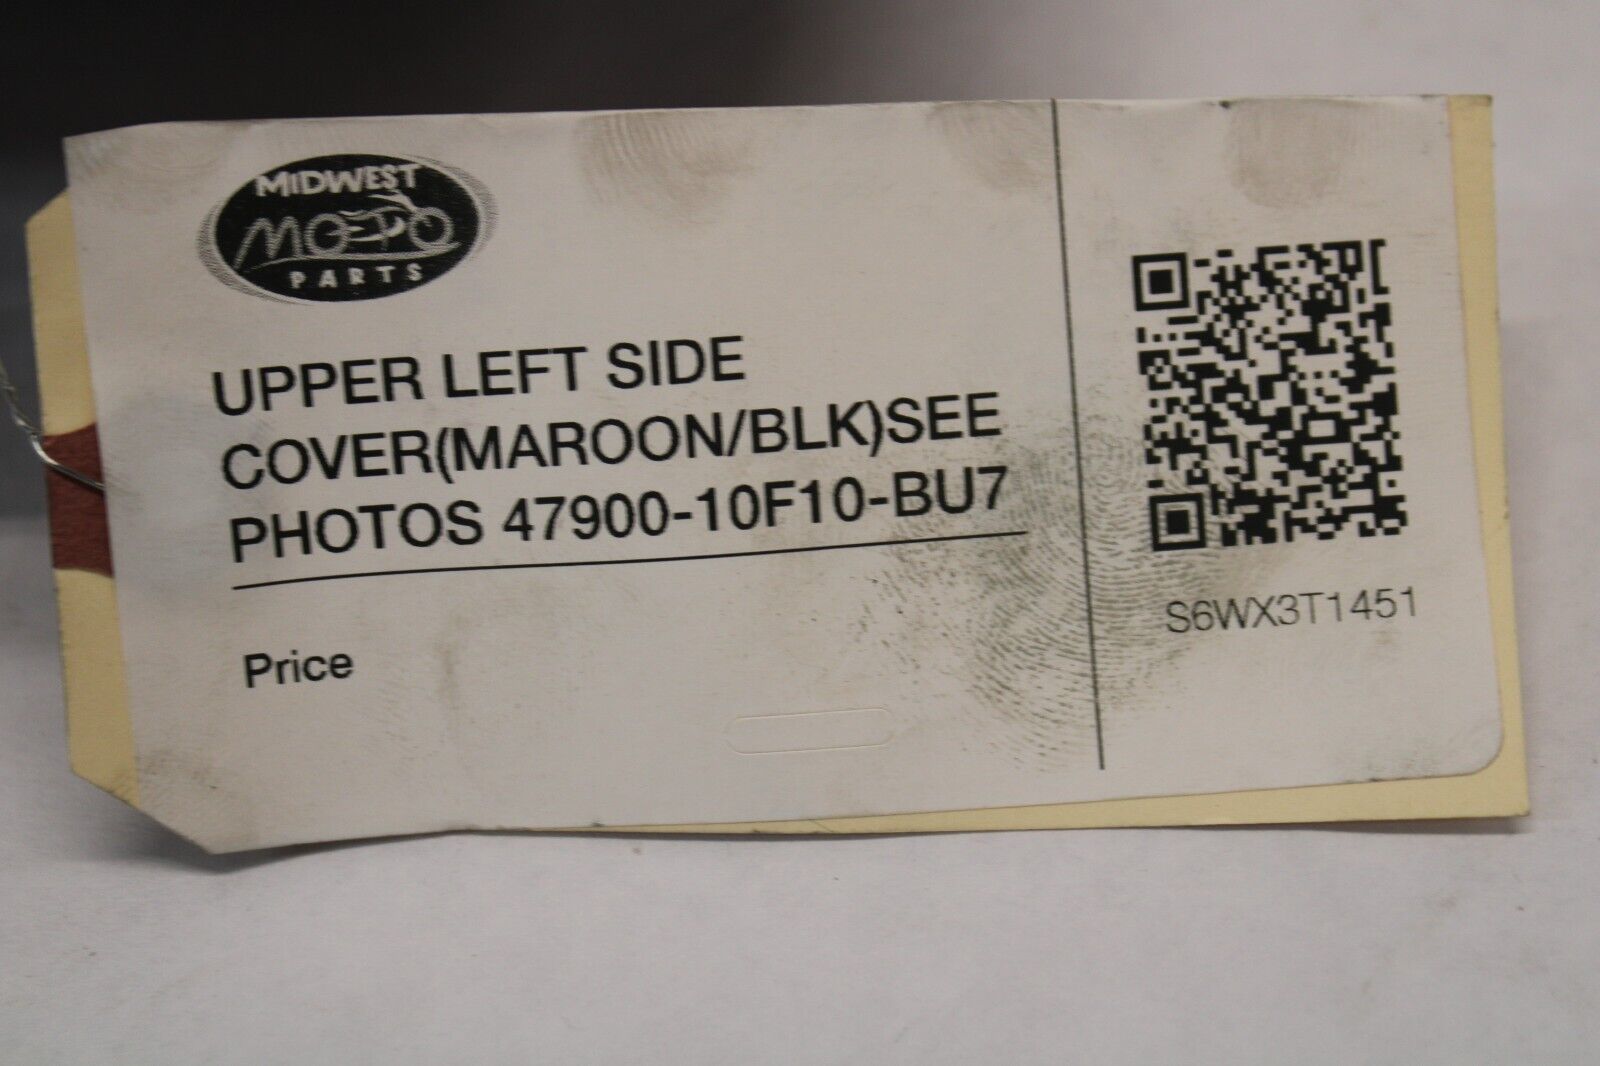 MIDWEST
MOTO
PARTS
UPPER LEFT SIDE
COVER(MAROON/BLK)SEE
PHOTOS 47900-10F10-BU7
Price
S6WX3T1451